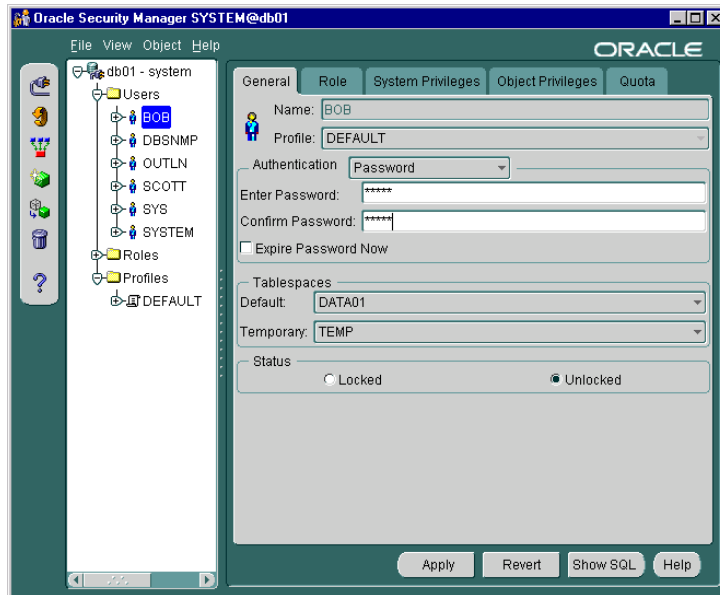 Oracle Security Manager SYSTEM@db01
File View Object Help
ORACLE
db01 - system
Users
BOB
DBSNMP
OUTLN
SCOTT
SYS
SYSTEM
Roles
Profiles
DEFAULT
General Role System Privileges Object Privileges Quota
Name: BOB
Profile: DEFAULT
Authentication Password
Enter Password: *****
Confirm Password: *****
Expire Password Now
Tablespaces
Default: DATA01
Temporary: TEMP
Status
Locked Unlocked
Apply Revert Show SQL Help